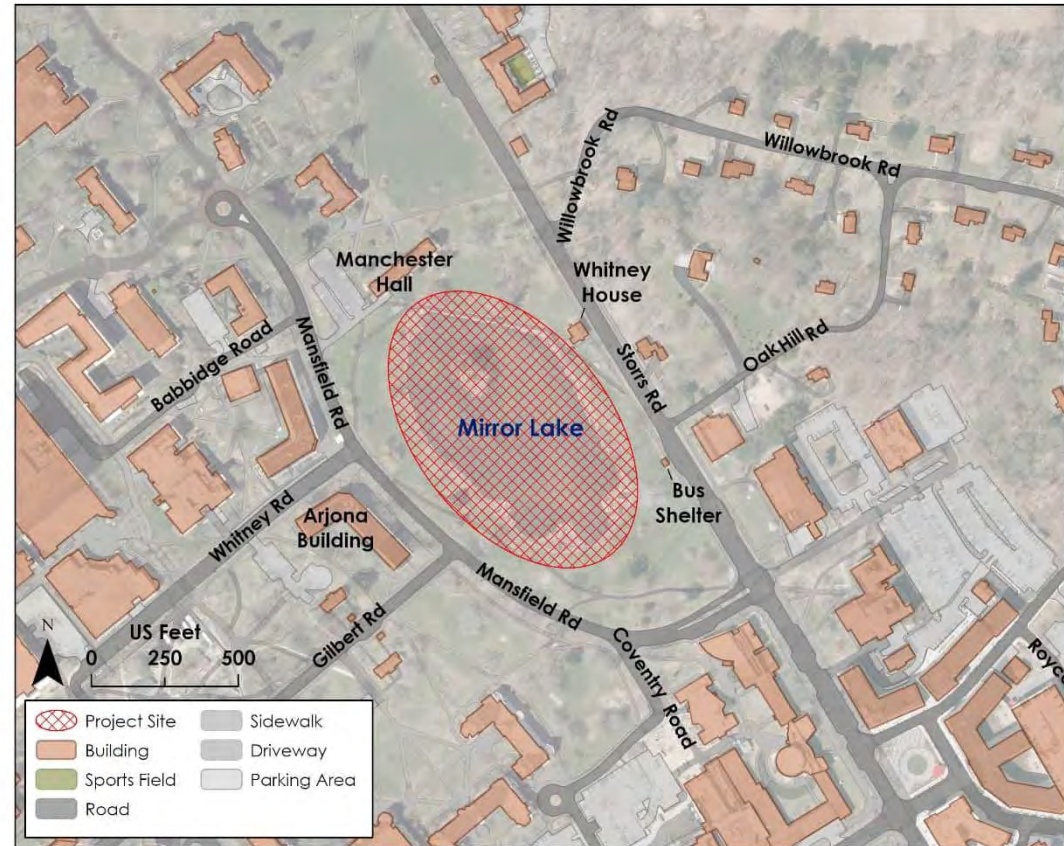 Willowbrook Rd
Willowbrook Rd
Manchester
Hall
Whitney
House
Babbidge Road
Mansfield Rd
Storrs Rd
Oak Hill Rd
Mirror Lake
Bus
Shelter
Whitney Rd
Arjona
Building
Gilbert Rd
Mansfield Rd
Coventry Road
Royce
N
US Feet
0 250 500
Project Site
Building
Sports Field
Road
Sidewalk
Driveway
Parking Area